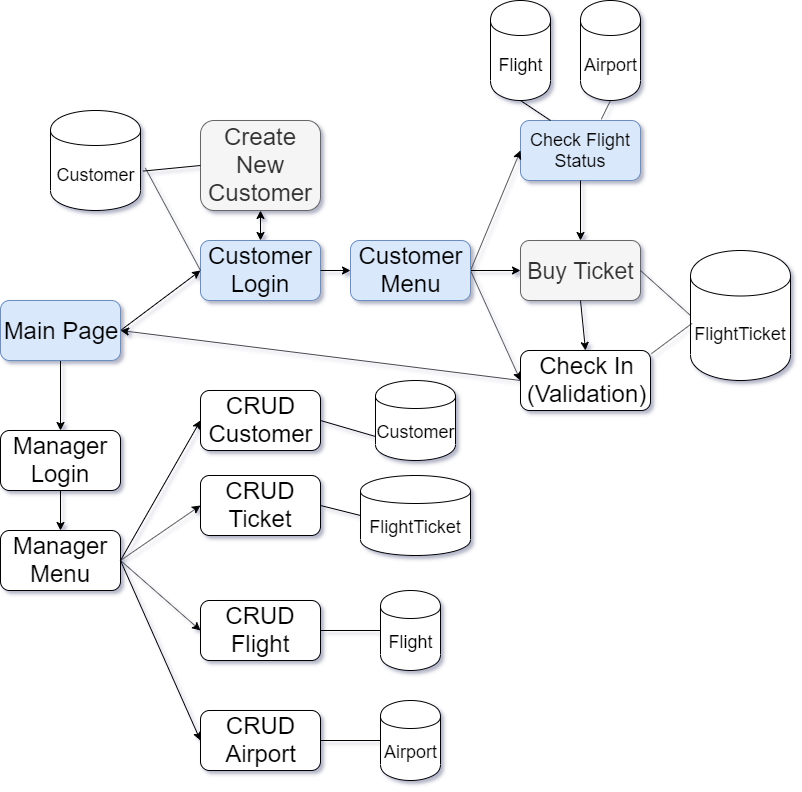 Flight
Airport
Create
New
Customer
Check Flight
Status
Customer
Customer
Login
Customer
Menu
Buy Ticket
Main Page
FlightTicket
Check In
(Validation)
CRUD
Customer
Customer
Manager
Login
CRUD
Ticket
FlightTicket
Manager
Menu
CRUD
Flight
Flight
CRUD
Airport
Airport